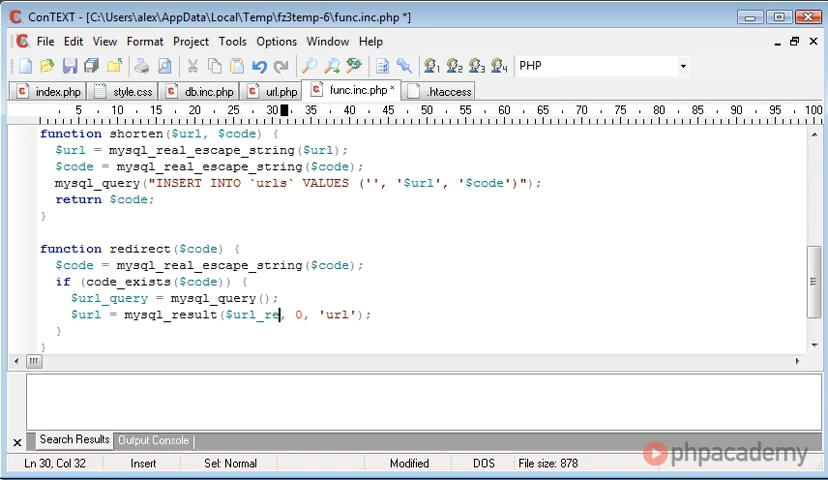 ConTEXT - [C:\Users\alex\AppData\Local\Temp\fz3temp-6\func.inc.php *]
File Edit View Format Project Tools Options Window Help
1 2 3 4 PHP
index.php style.css db.inc.php url.php func.inc.php * .htaccess
5 10 15 20 25 30 35 40 45 50 55 60 65 70 75 80 85 90 95 100
function shorten($url, $code) {
$url = mysql_real_escape_string($url);
$code = mysql_real_escape_string($code);
mysql_query("INSERT INTO `urls` VALUES ('', '$url', '$code')");
return $code;
}
function redirect($code) {
$code = mysql_real_escape_string($code);
if (code_exists($code)) {
$url_query = mysql_query();
$url = mysql_result($url_re, 0, 'url');
}
}
Search Results Output Console
phpacademy
Ln 30, Col 32 Insert Sel: Normal Modified DOS File size: 878